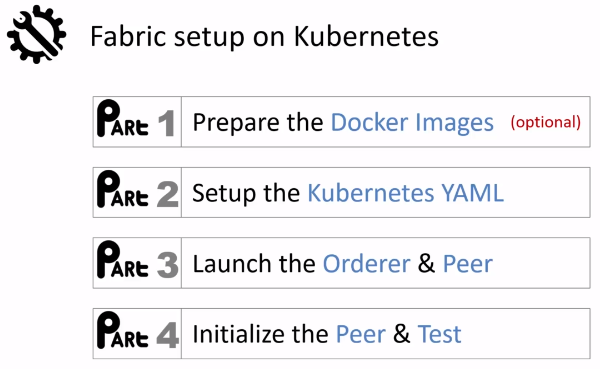 Fabric setup on Kubernetes
PARt 1 Prepare the Docker Images (optional)
PARt 2 Setup the Kubernetes YAML
PARt 3 Launch the Orderer & Peer
PARt 4 Initialize the Peer & Test